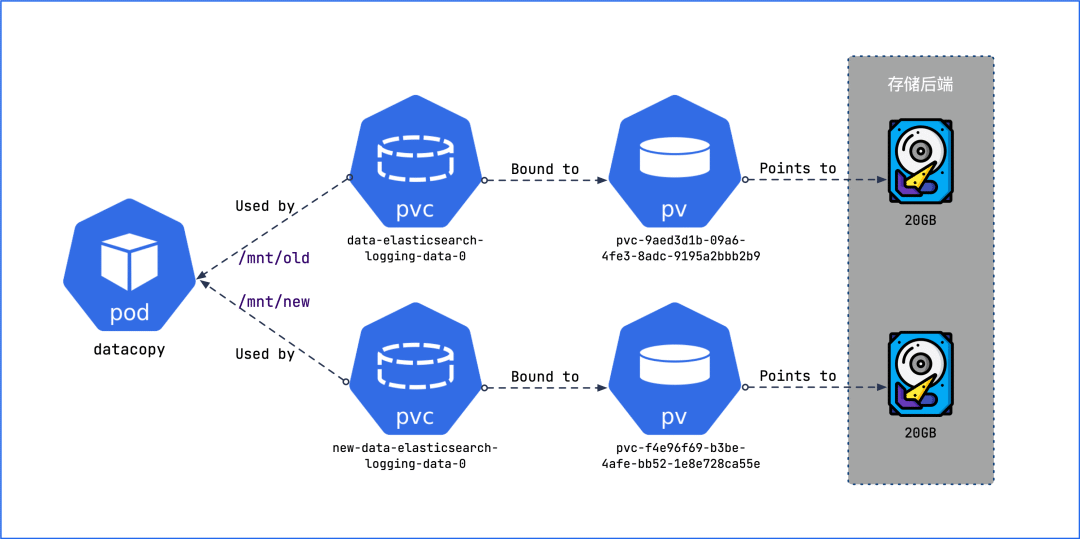 存储后端
pvc
Bound to
pv
Points to
20GB
Used by
data-elasticsearch-
logging-data-0
pvc-9aed3d1b-09a6-
4fe3-8adc-9195a2bbb2b9
/mnt/old
pod
datacopy
/mnt/new
Used by
pvc
Bound to
pv
Points to
20GB
new-data-elasticsearch-
logging-data-0
pvc-f4e96f69-b3be-
4afe-bb52-1e8e728ca55e